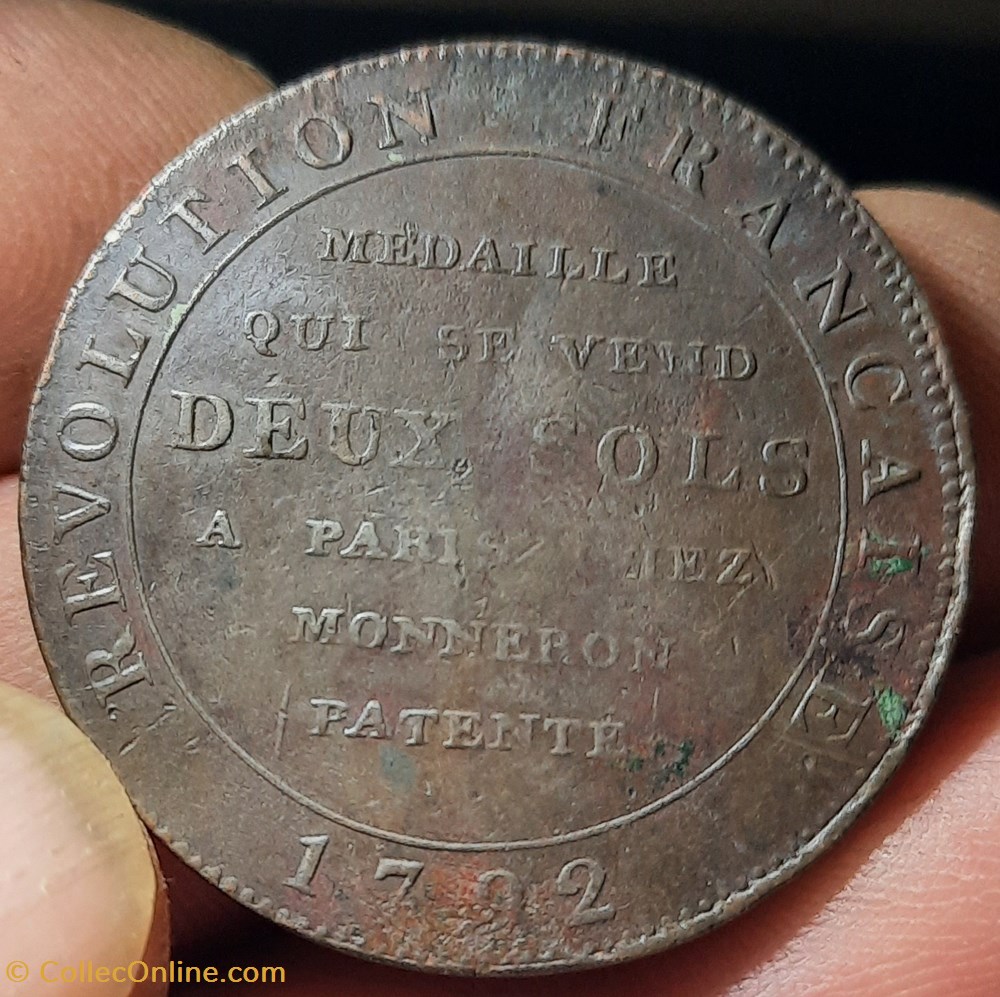 REVOLUTION FRANCAISE
MÉDAILLE
QUI SE VEND
DEUX SOLS
A PARIS CHEZ
MONNERON
PATENTÉ
1792
© CollecOnline.com